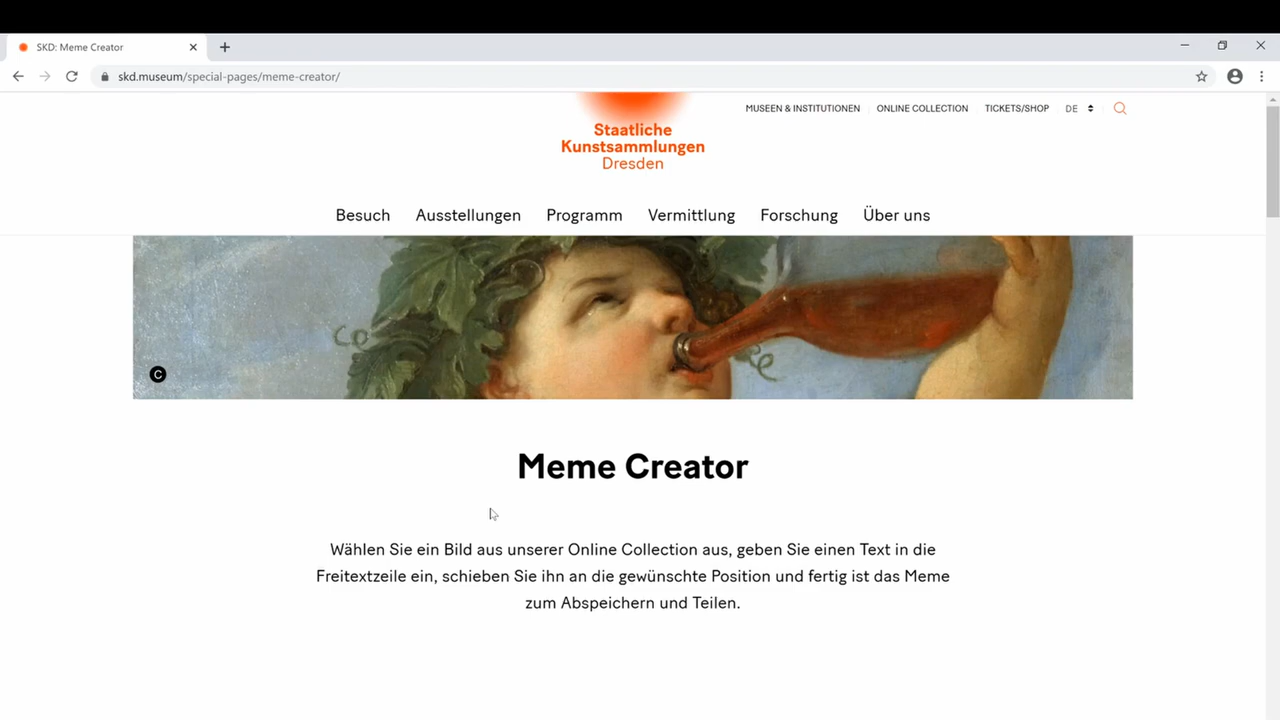 SKD: Meme Creator
skd.museum/special-pages/meme-creator/
MUSEEN & INSTITUTIONEN ONLINE COLLECTION TICKETS/SHOP DE
Staatliche
Kunstsammlungen
Dresden
Besuch Ausstellungen Programm Vermittlung Forschung Über uns
C
Meme Creator
Wählen Sie ein Bild aus unserer Online Collection aus, geben Sie einen Text in die
Freitextzeile ein, schieben Sie ihn an die gewünschte Position und fertig ist das Meme
zum Abspeichern und Teilen.